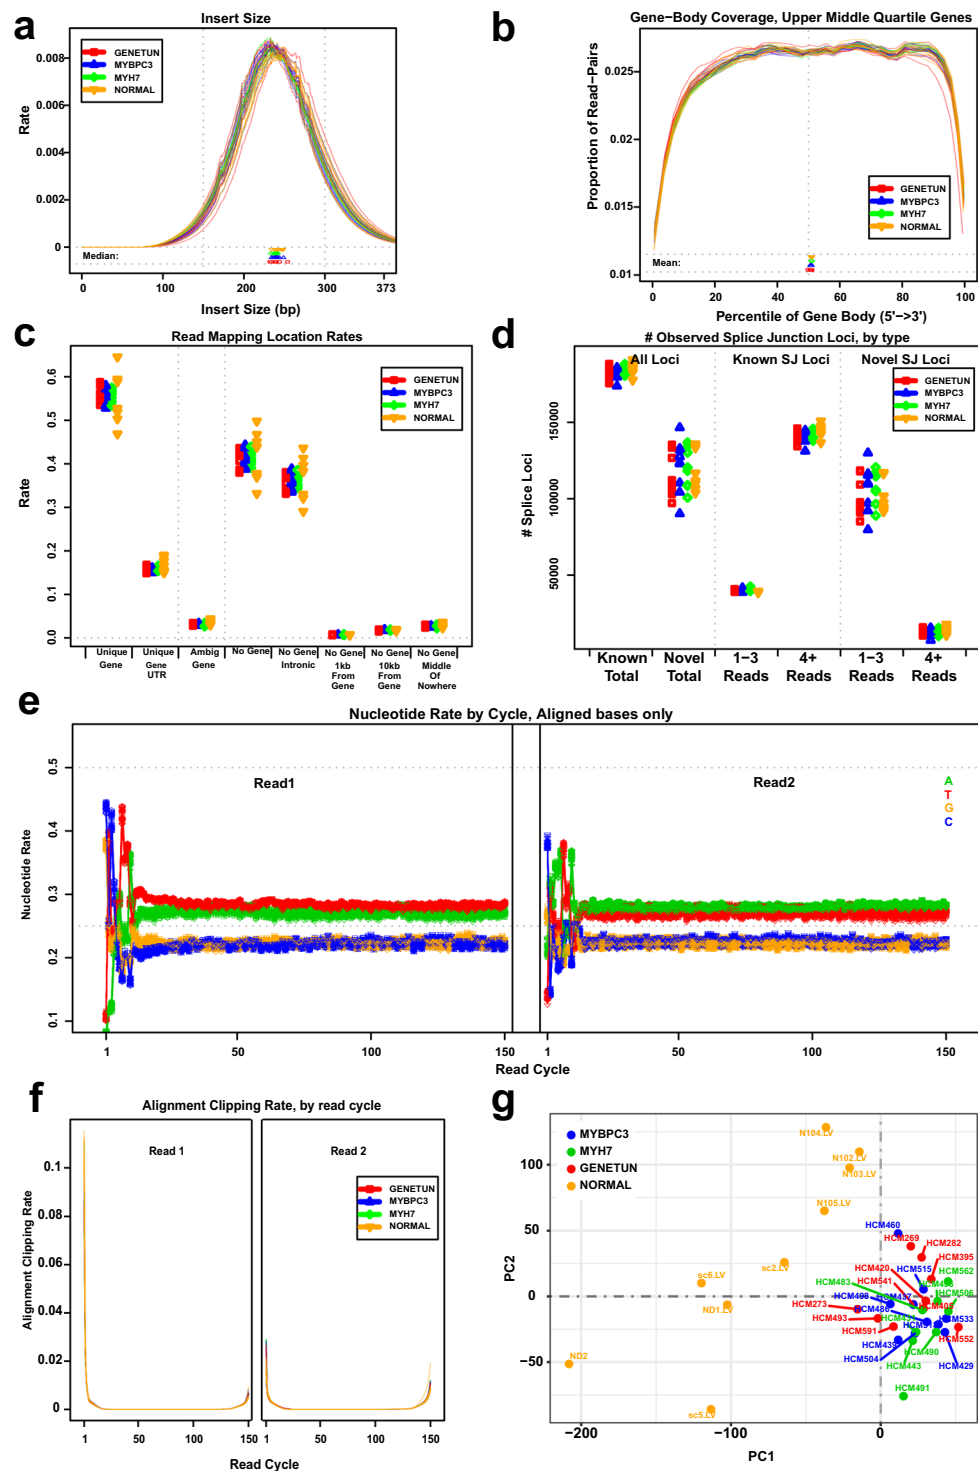 a
Insert Size
GENETUN
MYBPC3
MYH7
NORMAL
Rate
0.008
0.006
0.004
0.002
0
Median:
0
100
200
300
373
Insert Size (bp)
b
Gene−Body Coverage, Upper Middle Quartile Genes
Proportion of Read−Pairs
0.025
0.02
0.015
0.01
GENETUN
MYBPC3
MYH7
NORMAL
Mean:
0
20
40
60
80
100
Percentile of Gene Body (5'−>3')
c
Read Mapping Location Rates
GENETUN
MYBPC3
MYH7
NORMAL
Rate
0.6
0.5
0.4
0.3
0.2
0.1
0.0
Unique Gene
Unique Gene UTR
Ambig Gene
No Gene
No Gene Intronic
No Gene 1kb From Gene
No Gene 10kb From Gene
No Gene Middle Of Nowhere
d
# Observed Splice Junction Loci, by type
All Loci
Known SJ Loci
Novel SJ Loci
GENETUN
MYBPC3
MYH7
NORMAL
# Splice Loci
150000
100000
50000
Known Total
Novel Total
1−3 Reads
4+ Reads
1−3 Reads
4+ Reads
e
Nucleotide Rate by Cycle, Aligned bases only
Read1
Read2
A
T
G
C
Nucleotide Rate
0.5
0.4
0.3
0.2
0.1
1
50
100
150
1
50
100
150
Read Cycle
f
Alignment Clipping Rate, by read cycle
Read 1
Read 2
GENETUN
MYBPC3
MYH7
NORMAL
Alignment Clipping Rate
0.1
0.08
0.06
0.04
0.02
0
1
50
100
150
1
50
100
150
Read Cycle
g
MYBPC3
MYH7
GENETUN
NORMAL
PC2
100
50
0
−50
−200
−100
0
PC1
N104.LV
N102.LV
N103.LV
N105.LV
HCM460
HCM269
HCM282
HCM395
HCM515
HCM562
HCM420
HCM483
HCM541
HCM506
sc2.LV
sc6.LV
ND1.LV
HCM498
HCM437
HCM273
HCM486
HCM405
HCM493
HCM533
HCM591
HCM552
HCM439
HCM490
HCM504
HCM443
HCM429
HCM491
ND2
sc5.LV